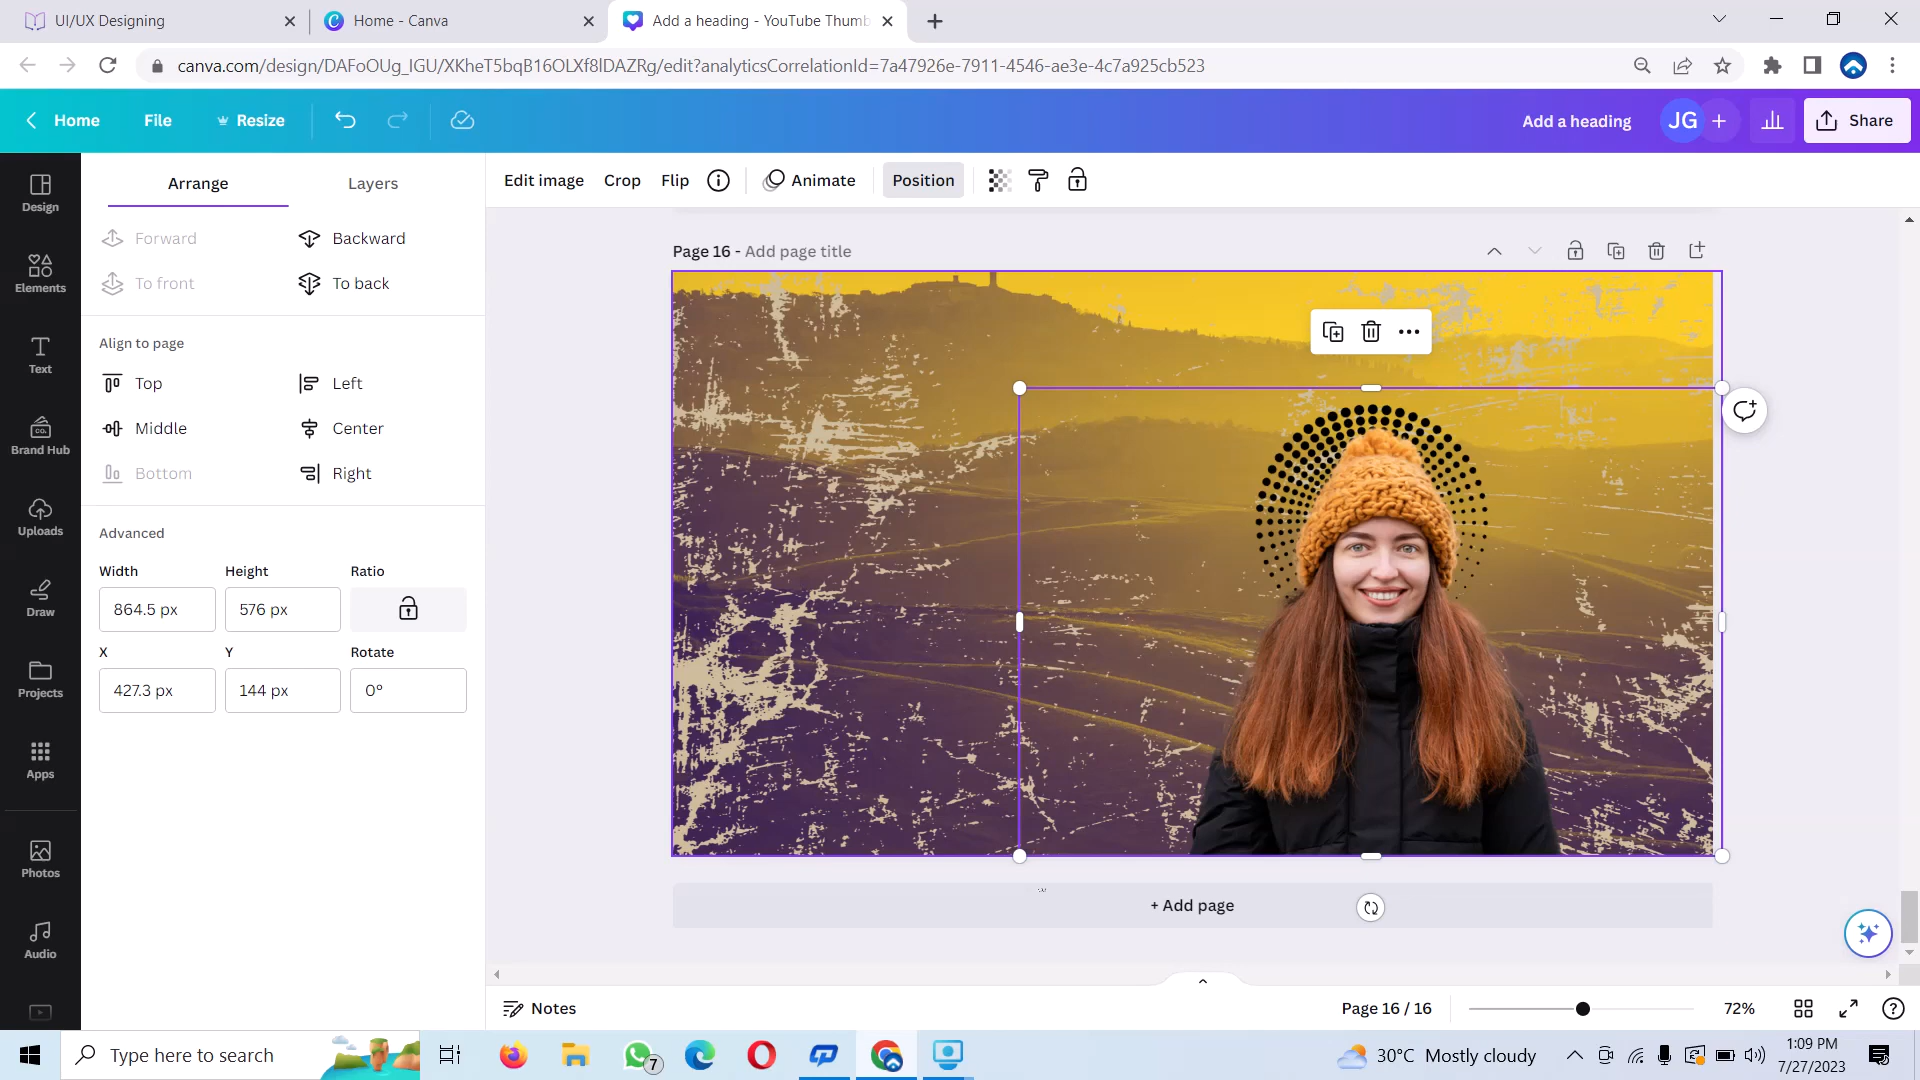 UI/UX Designing
Home - Canva
Add a heading - YouTube Thumb
canva.com/design/DAFoOUg_IGU/XKheT5bqB16OLXf8lDAZRg/edit?analyticsCorrelationId=7a47926e-7911-4546-ae3e-4c7a925cb523
Home
File
Resize
Add a heading
JG
Share
Design
Elements
Text
Brand Hub
Uploads
Draw
Projects
Apps
Photos
Audio
Arrange
Layers
Forward
Backward
To front
To back
Align to page
Top
Left
Middle
Center
Bottom
Right
Advanced
Width
Height
Ratio
864.5 px
576 px
X
Y
Rotate
427.3 px
144 px
0°
Edit image
Crop
Flip
Animate
Position
Page 16 - Add page title
+ Add page
Notes
Page 16 / 16
72%
Type here to search
7
30°C Mostly cloudy
1:09 PM
7/27/2023